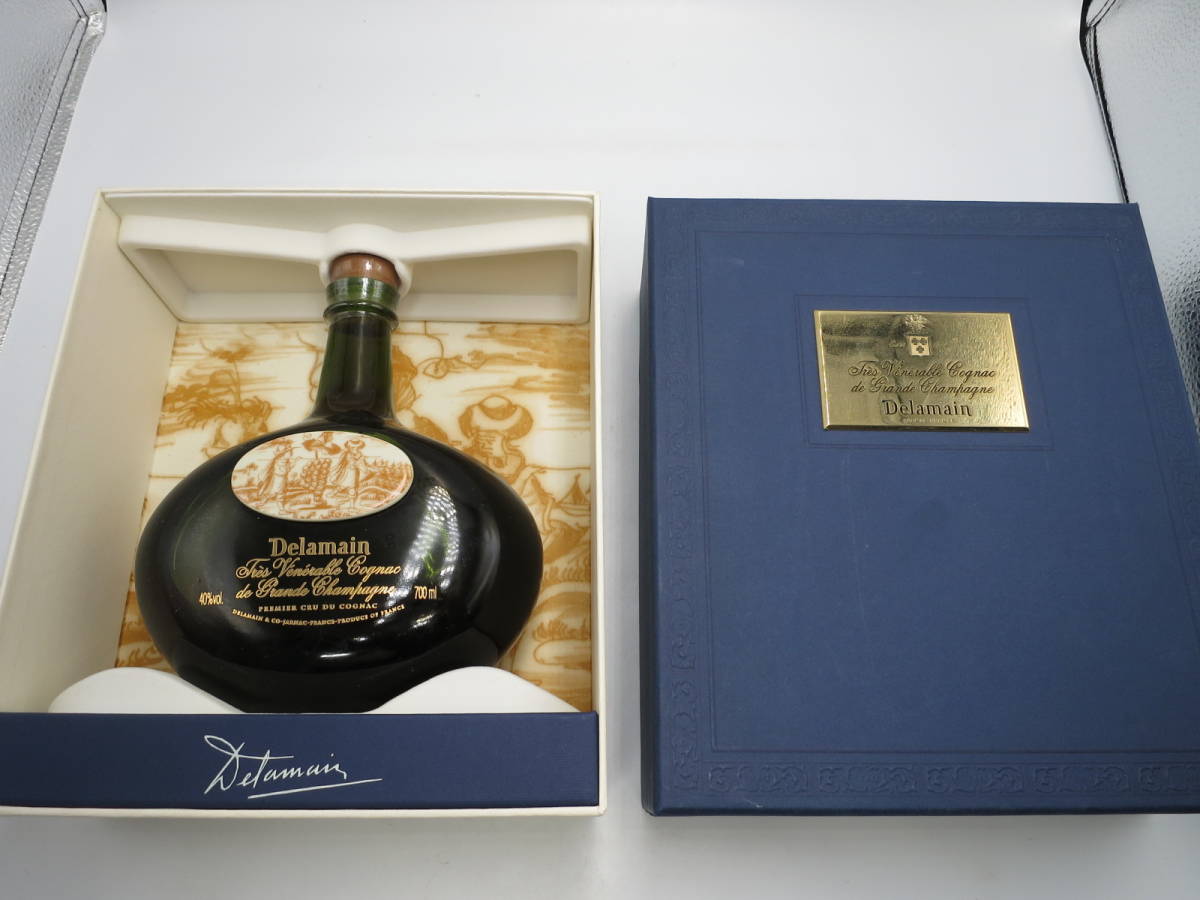 Delamain
Très Vénérable Cognac
de Grande Champagne
40%vol.
700 ml
PREMIER CRU DU COGNAC
DELAMAIN & CO-JARNAC-FRANCE-PRODUCE OF FRANCE
Delamain
Très Vénérable Cognac
de Grande Champagne
Delamain